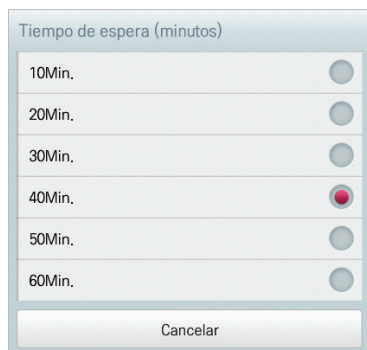 Tiempo de espera (minutos)
10Min.
20Min.
30Min.
40Min.
50Min.
60Min.
Cancelar